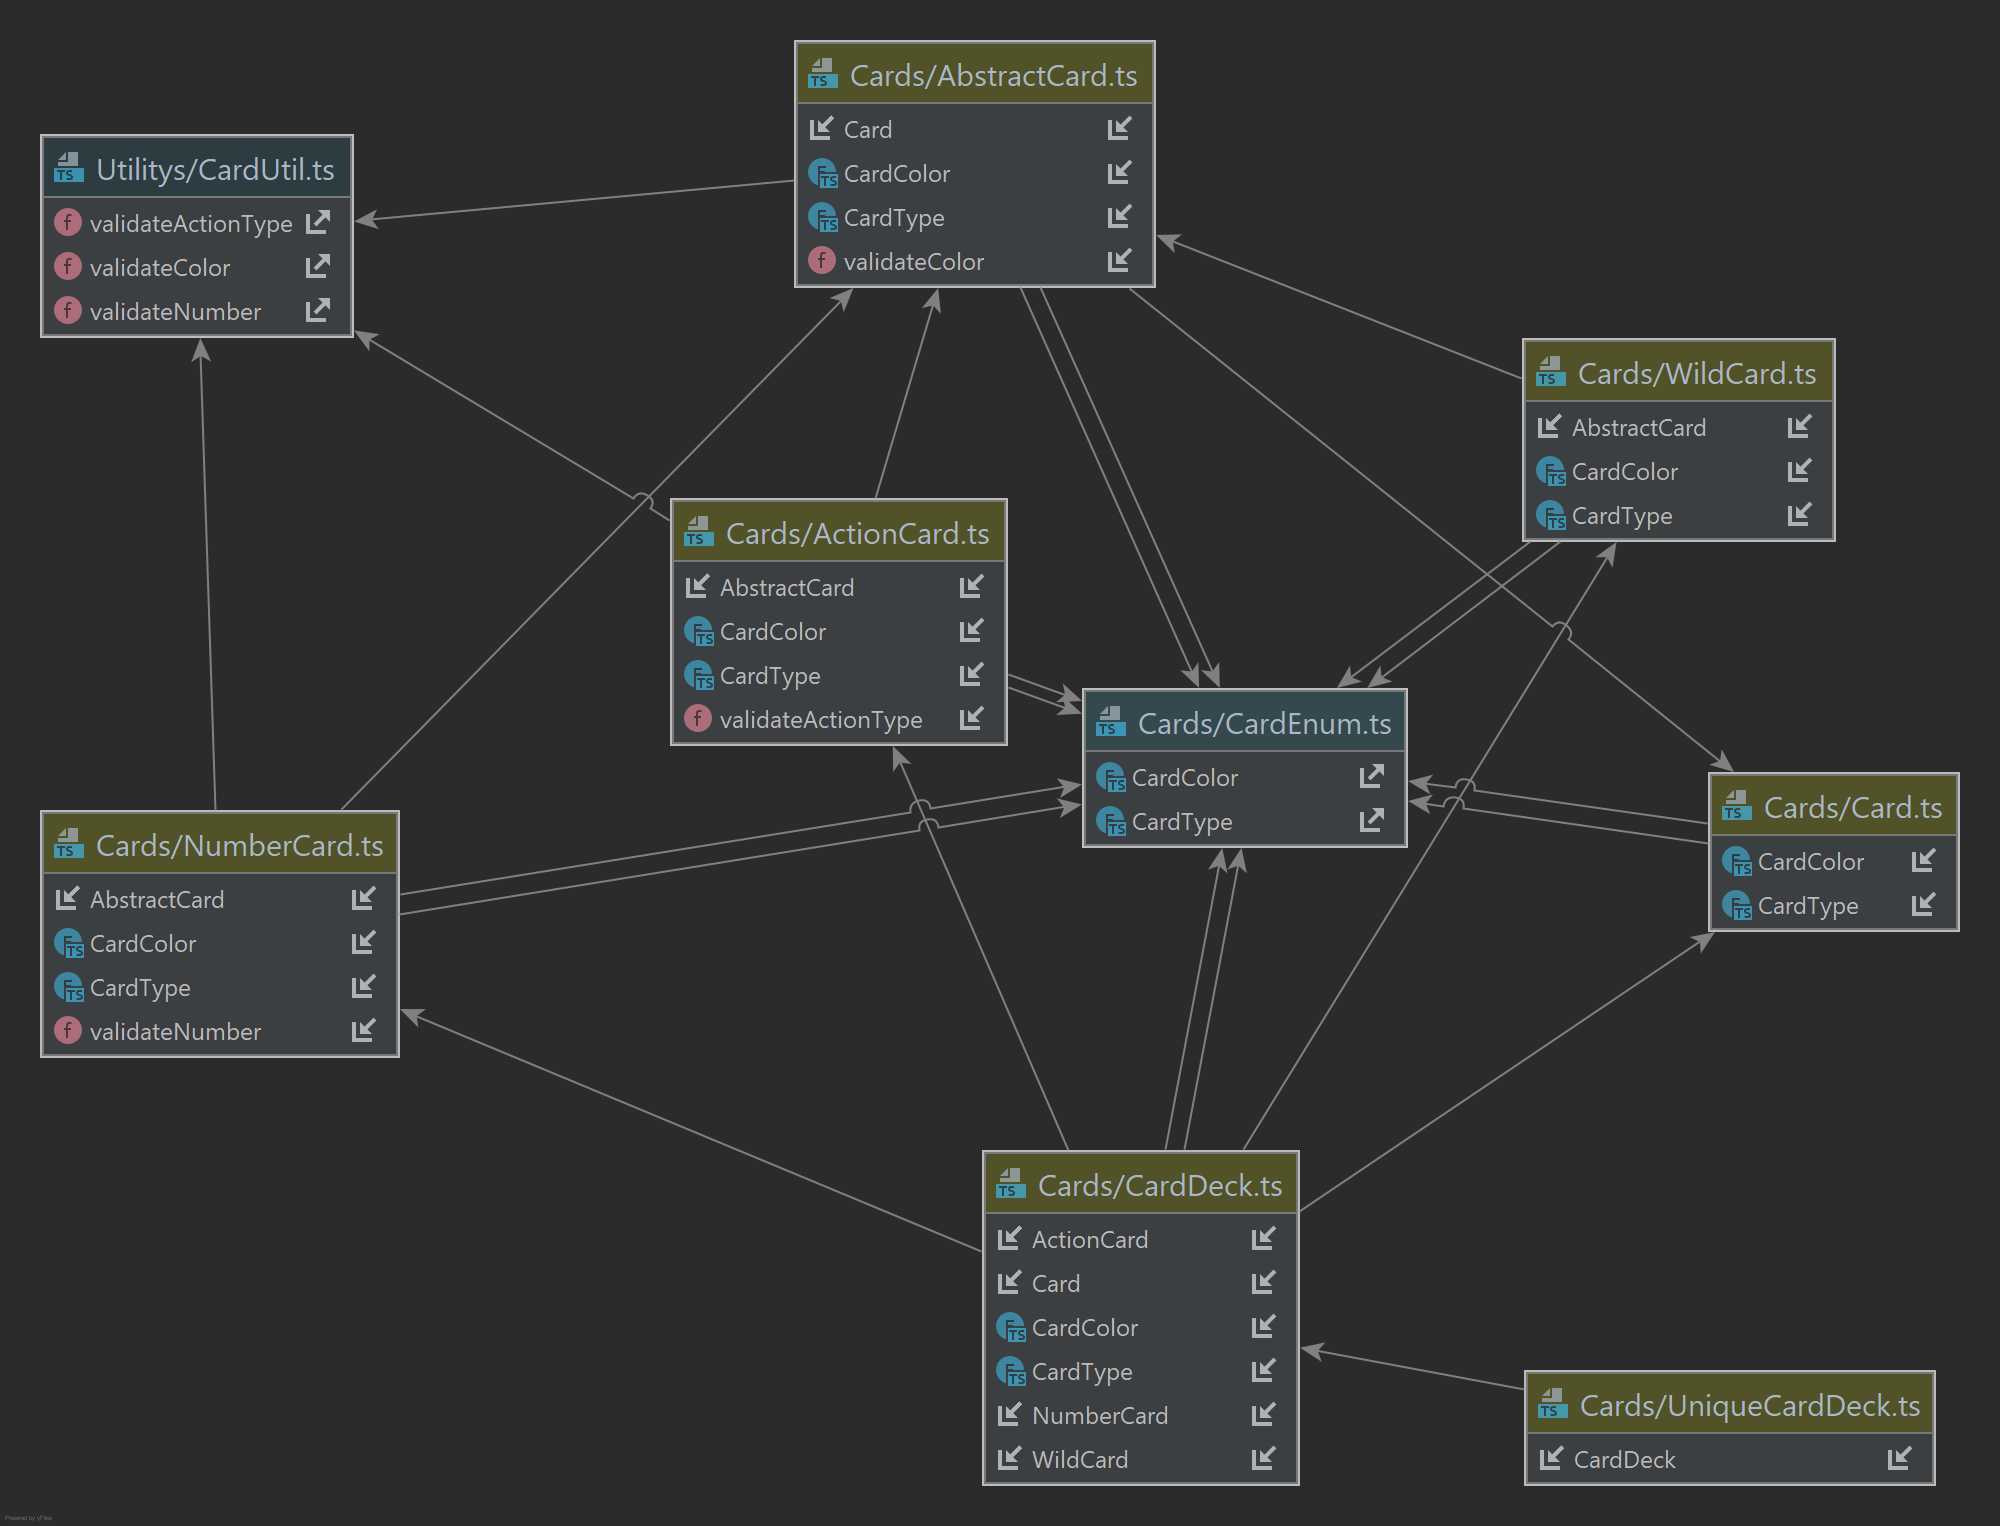 Cards/AbstractCard.ts
Card
CardColor
CardType
validateColor
Utilitys/CardUtil.ts
validateActionType
validateColor
validateNumber
Cards/WildCard.ts
AbstractCard
CardColor
CardType
Cards/ActionCard.ts
AbstractCard
CardColor
CardType
validateActionType
Cards/CardEnum.ts
CardColor
CardType
Cards/Card.ts
CardColor
CardType
Cards/NumberCard.ts
AbstractCard
CardColor
CardType
validateNumber
Cards/CardDeck.ts
ActionCard
Card
CardColor
CardType
NumberCard
WildCard
Cards/UniqueCardDeck.ts
CardDeck
Powered by yFiles